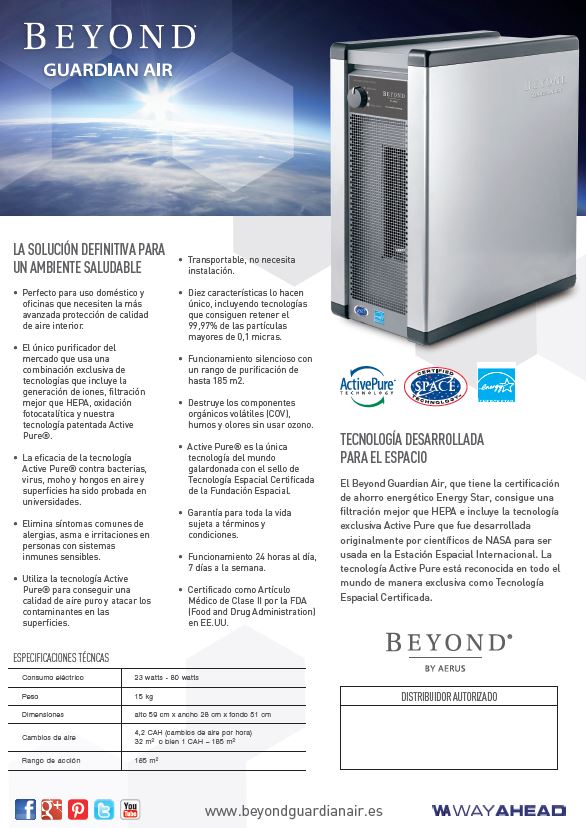 BEYOND®
GUARDIAN AIR
BEYOND
BEYOND
LA SOLUCIÓN DEFINITIVA PARA
UN AMBIENTE SALUDABLE
• Perfecto para uso doméstico y
oficinas que necesiten la más
avanzada protección de calidad
de aire interior.
• El único purificador del
mercado que usa una
combinación exclusiva de
tecnologías que incluye la
generación de iones, filtración
mejor que HEPA, oxidación
fotocatalítica y nuestra
tecnología patentada Active
Pure®.
• La eficacia de la tecnología
Active Pure® contra bacterias,
virus, moho y hongos en aire y
superficies ha sido probada en
universidades.
• Elimina síntomas comunes de
alergias, asma e irritaciones en
personas con sistemas
inmunes sensibles.
• Utiliza la tecnología Active
Pure® para conseguir una
calidad de aire puro y atacar los
contaminantes en las
superficies.
• Transportable, no necesita
instalación.
• Diez características lo hacen
único, incluyendo tecnologías
que consiguen retener el
99,97% de las partículas
mayores de 0,1 micras.
• Funcionamiento silencioso con
un rango de purificación de
hasta 185 m2.
• Destruye los componentes
orgánicos volátiles (COV),
humos y olores sin usar ozono.
• Active Pure® es la única
tecnología del mundo
galardonada con el sello de
Tecnología Espacial Certificada
de la Fundación Espacial.
• Garantía para toda la vida
sujeta a términos y
condiciones.
• Funcionamiento 24 horas al día,
7 días a la semana.
• Certificado como Artículo
Médico de Clase II por la FDA
(Food and Drug Administration)
en EE.UU.
ActivePure™
TECHNOLOGY
CERTIFIED
SPACE
TECHNOLOGY
energy
ENERGY STAR
TECNOLOGÍA DESARROLLADA
PARA EL ESPACIO
El Beyond Guardian Air, que tiene la certificación
de ahorro energético Energy Star, consigue una
filtración mejor que HEPA e incluye la tecnología
exclusiva Active Pure que fue desarrollada
originalmente por científicos de NASA para ser
usada en la Estación Espacial Internacional. La
tecnología Active Pure está reconocida en todo el
mundo de manera exclusiva como Tecnología
Espacial Certificada.
BEYOND®
BY AERUS
DISTRIBUIDOR AUTORIZADO
ESPECIFICACIONES TÉCNCAS
Consumo eléctrico 23 watts - 80 watts
Peso 15 kg
Dimensiones alto 59 cm x ancho 28 cm x fondo 51 cm
Cambios de aire 4,2 CAH (cambios de aire por hora)
32 m² o bien 1 CAH – 185 m²
Rango de acción 185 m²
f g+ P t You Tube
www.beyondguardianair.es
WAYAHEAD